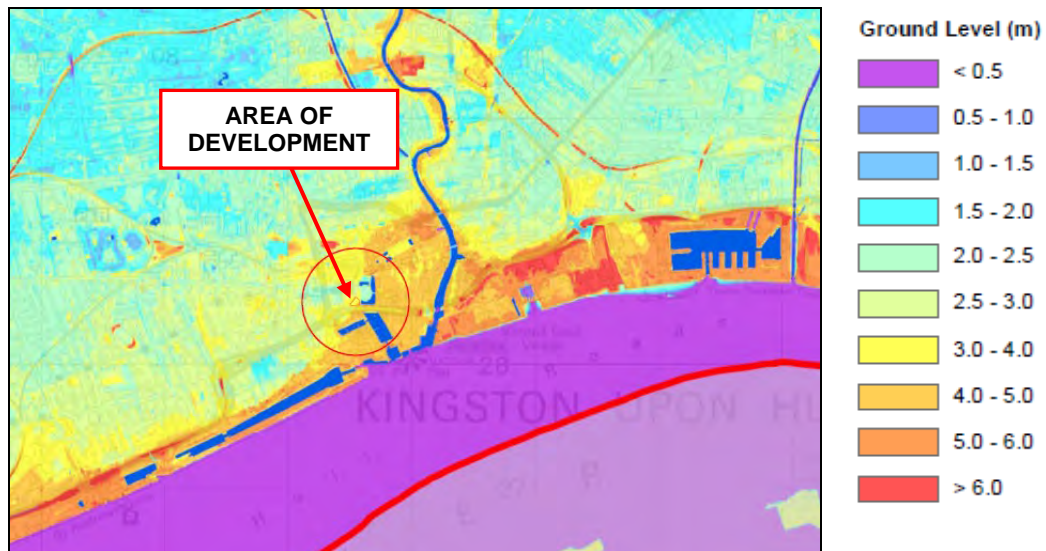 AREA OF
DEVELOPMENT
28
KINGSTON UPON HU
Ground Level (m)
< 0.5
0.5 - 1.0
1.0 - 1.5
1.5 - 2.0
2.0 - 2.5
2.5 - 3.0
3.0 - 4.0
4.0 - 5.0
5.0 - 6.0
> 6.0